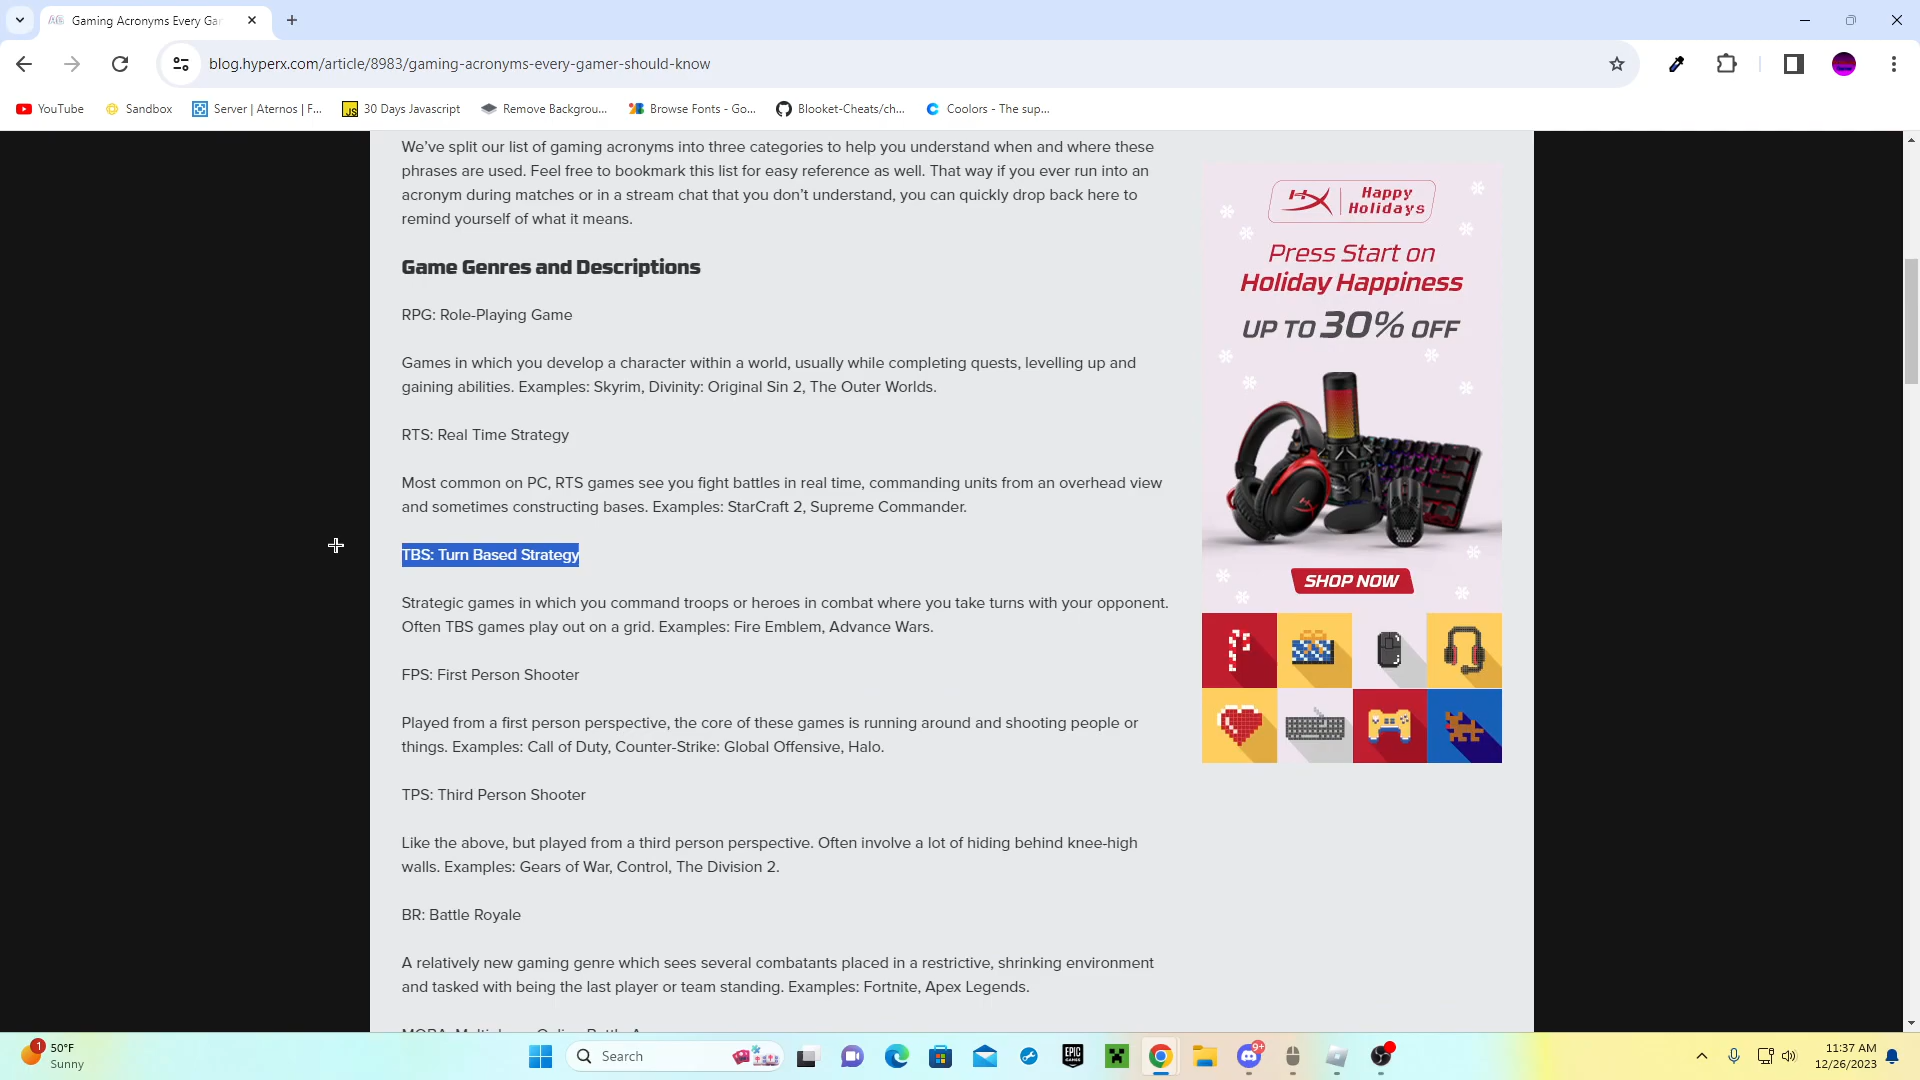 Gaming Acronyms Every Gar
blog.hyperx.com/article/8983/gaming-acronyms-every-gamer-should-know
YouTube
Sandbox
Server | Aternos | F...
JS
30 Days Javascript
Remove Backgrou...
Browse Fonts - Go...
Blooket-Cheats/ch...
Coolors - The sup...
We've split our list of gaming acronyms into three categories to help you understand when and where these
phrases are used. Feel free to bookmark this list for easy reference as well. That way if you ever run into an
acronym during matches or in a stream chat that you don't understand, you can quickly drop back here to
remind yourself of what it means.
Game Genres and Descriptions
RPG: Role-Playing Game
Games in which you develop a character within a world, usually while completing quests, levelling up and
gaining abilities. Examples: Skyrim, Divinity: Original Sin 2, The Outer Worlds.
RTS: Real Time Strategy
Most common on PC, RTS games see you fight battles in real time, commanding units from an overhead view
and sometimes constructing bases. Examples: StarCraft 2, Supreme Commander.
TBS: Turn Based Strategy
Strategic games in which you command troops or heroes in combat where you take turns with your opponent.
Often TBS games play out on a grid. Examples: Fire Emblem, Advance Wars.
FPS: First Person Shooter
Played from a first person perspective, the core of these games is running around and shooting people or
things. Examples: Call of Duty, Counter-Strike: Global Offensive, Halo.
TPS: Third Person Shooter
Like the above, but played from a third person perspective. Often involve a lot of hiding behind knee-high
walls. Examples: Gears of War, Control, The Division 2.
BR: Battle Royale
A relatively new gaming genre which sees several combatants placed in a restrictive, shrinking environment
and tasked with being the last player or team standing. Examples: Fortnite, Apex Legends.
HX
Happy
Holidays
Press Start on
Holiday Happiness
UP TO 30% OFF
SHOP NOW
1
50°F
Sunny
Search
EPIC
GAMES
9+
11:37 AM
12/26/2023